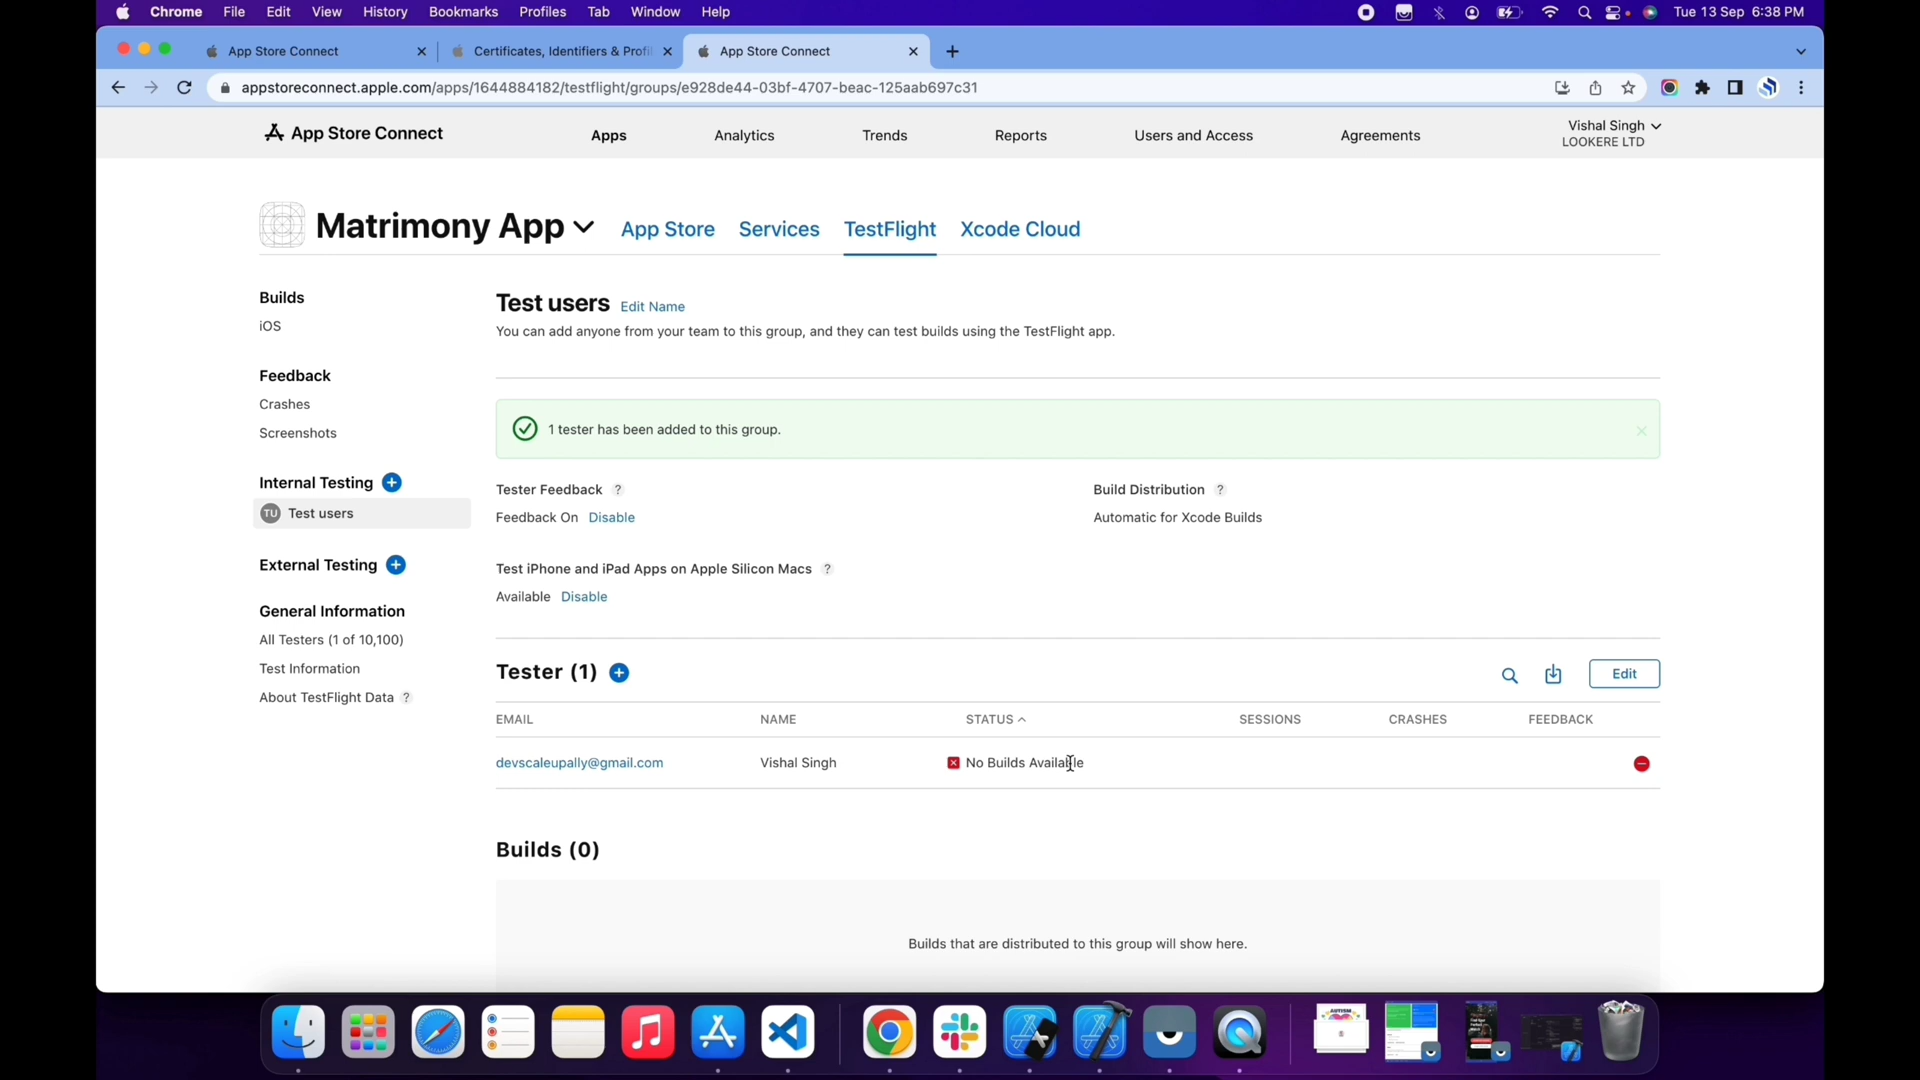 Chrome File Edit View History Bookmarks Profiles Tab Window Help Tue 13 Sep 6:38 PM
App Store Connect Certificates, Identifiers & Profi App Store Connect
appstoreconnect.apple.com/apps/1644884182/testflight/groups/e928de44-03bf-4707-beac-125aab697c31
App Store Connect Apps Analytics Trends Reports Users and Access Agreements Vishal Singh
LOOKERE LTD
Matrimony App App Store Services TestFlight Xcode Cloud
Builds
iOS
Feedback
Crashes
Screenshots
Internal Testing
TU Test users
External Testing
General Information
All Testers (1 of 10,100)
Test Information
About TestFlight Data ?
Test users Edit Name
You can add anyone from your team to this group, and they can test builds using the TestFlight app.
1 tester has been added to this group.
Tester Feedback ? Build Distribution ?
Feedback On Disable Automatic for Xcode Builds
Test iPhone and iPad Apps on Apple Silicon Macs ?
Available Disable
Tester (1) Edit
EMAIL NAME STATUS SESSIONS CRASHES FEEDBACK
devscaleupally@gmail.com Vishal Singh No Builds Available
Builds (0)
Builds that are distributed to this group will show here.
AUTISM